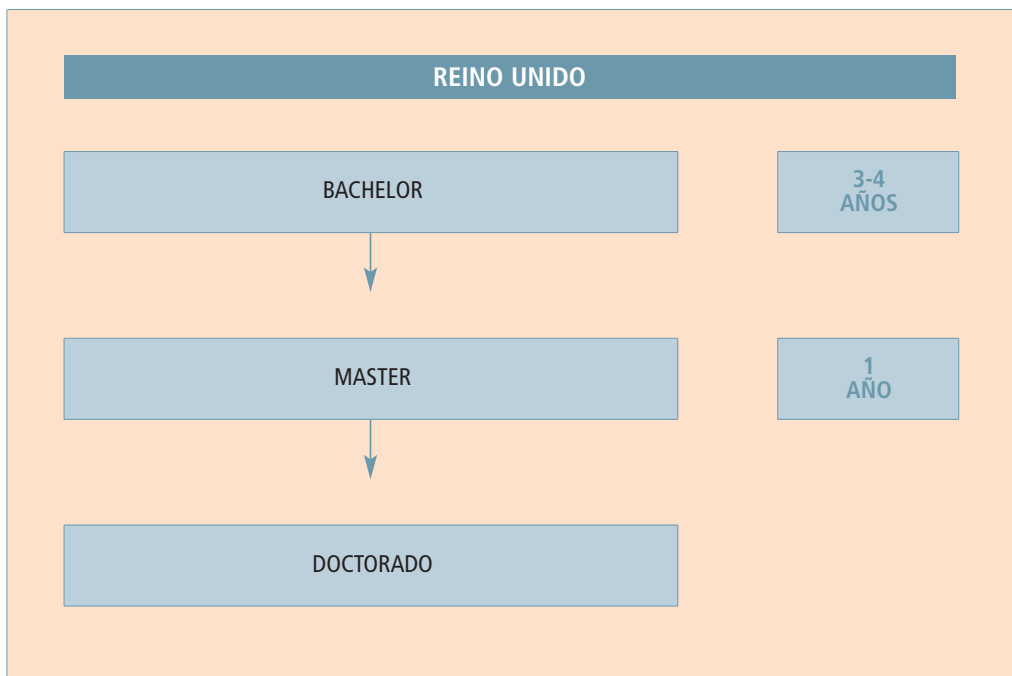 REINO UNIDO
BACHELOR
3-4
AÑOS
MASTER
1
AÑO
DOCTORADO